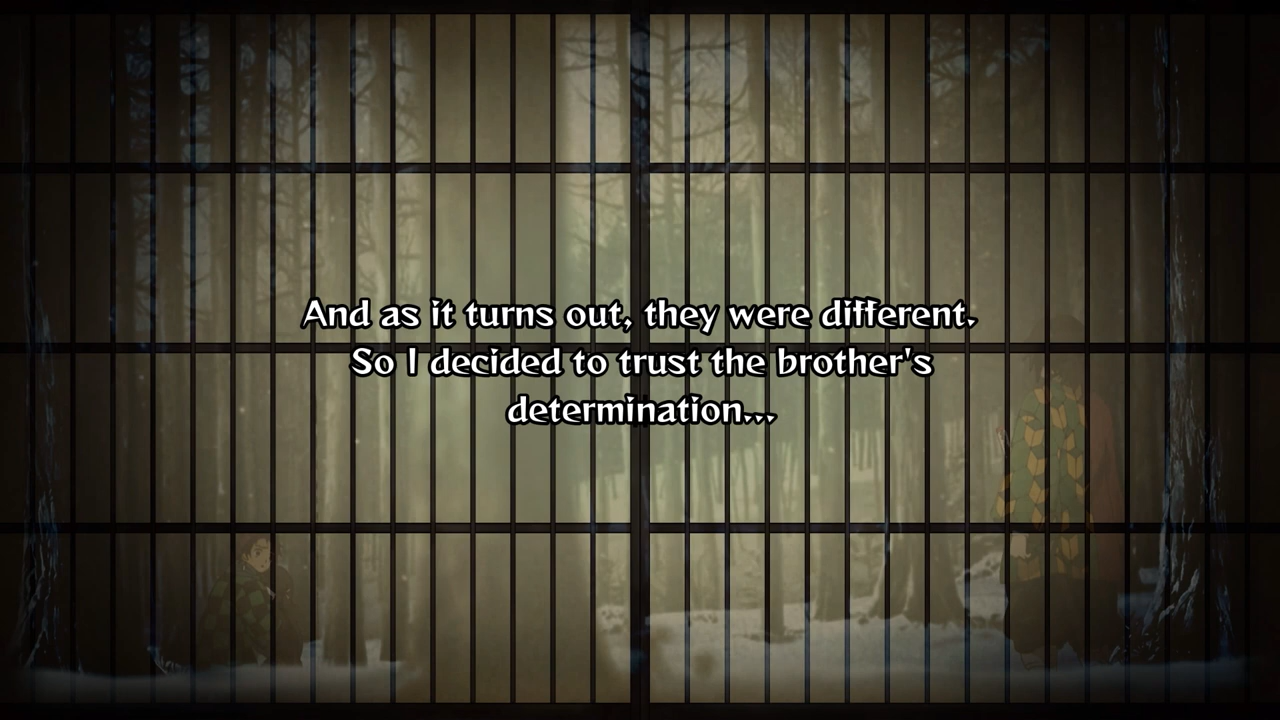 And as it turns out, they were different.
So I decided to trust the brother's
determination...